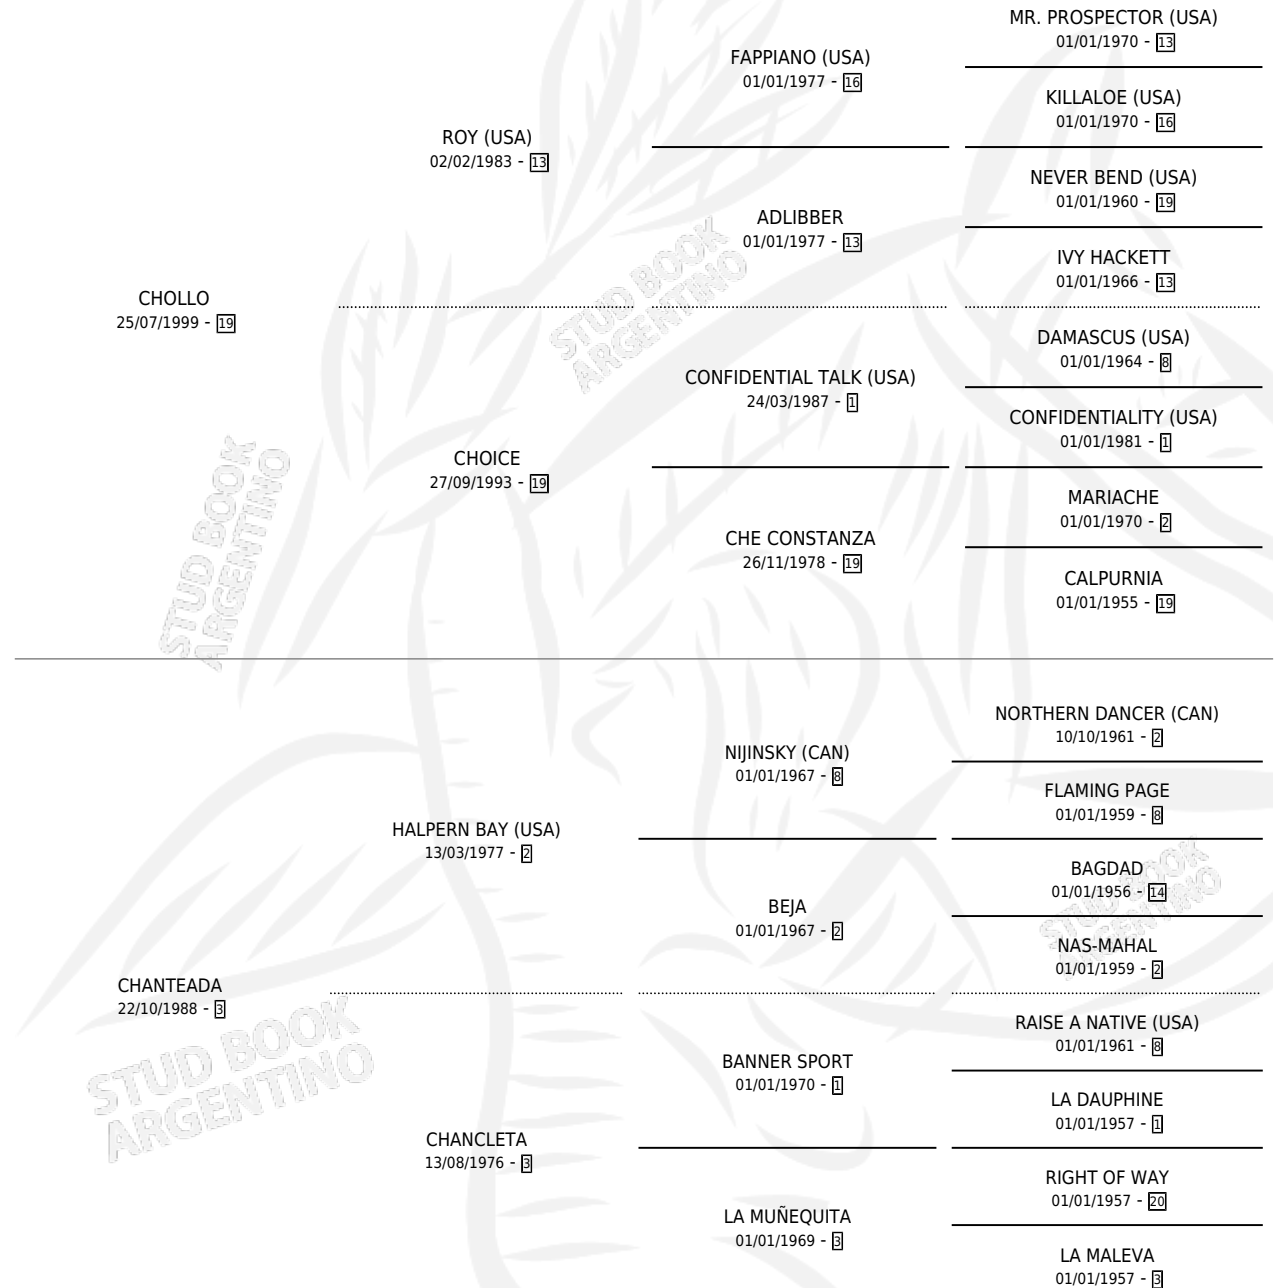 MR. PROSPECTOR (USA)
01/01/1970 - 13
FAPPIANO (USA)
01/01/1977 - 16
KILLALOE (USA)
01/01/1970 - 16
ROY (USA)
02/02/1983 - 13
NEVER BEND (USA)
01/01/1960 - 19
ADLIBBER
01/01/1977 - 13
IVY HACKETT
01/01/1966 - 13
CHOLLO
25/07/1999 - 19
STUD BOOK
ARGENTINO
DAMASCUS (USA)
01/01/1964 - 8
CONFIDENTIAL TALK (USA)
24/03/1987 - 1
CONFIDENTIALITY (USA)
01/01/1981 - 1
CHOICE
27/09/1993 - 19
MARIACHE
01/01/1970 - 2
CHE CONSTANZA
26/11/1978 - 19
CALPURNIA
01/01/1955 - 19
STUD BOOK
ARGENTINO
NORTHERN DANCER (CAN)
10/10/1961 - 2
NIJINSKY (CAN)
01/01/1967 - 8
FLAMING PAGE
01/01/1959 - 8
HALPERN BAY (USA)
13/03/1977 - 2
BAGDAD
01/01/1956 - 14
BEJA
01/01/1967 - 2
NAS-MAHAL
01/01/1959 - 2
STUD BOOK
ARGENTINO
CHANTEADA
22/10/1988 - 3
RAISE A NATIVE (USA)
01/01/1961 - 8
BANNER SPORT
01/01/1970 - 1
LA DAUPHINE
01/01/1957 - 1
STUD BOOK
ARGENTINO
CHANCLETA
13/08/1976 - 3
RIGHT OF WAY
01/01/1957 - 20
LA MUÑEQUITA
01/01/1969 - 3
LA MALEVA
01/01/1957 - 3